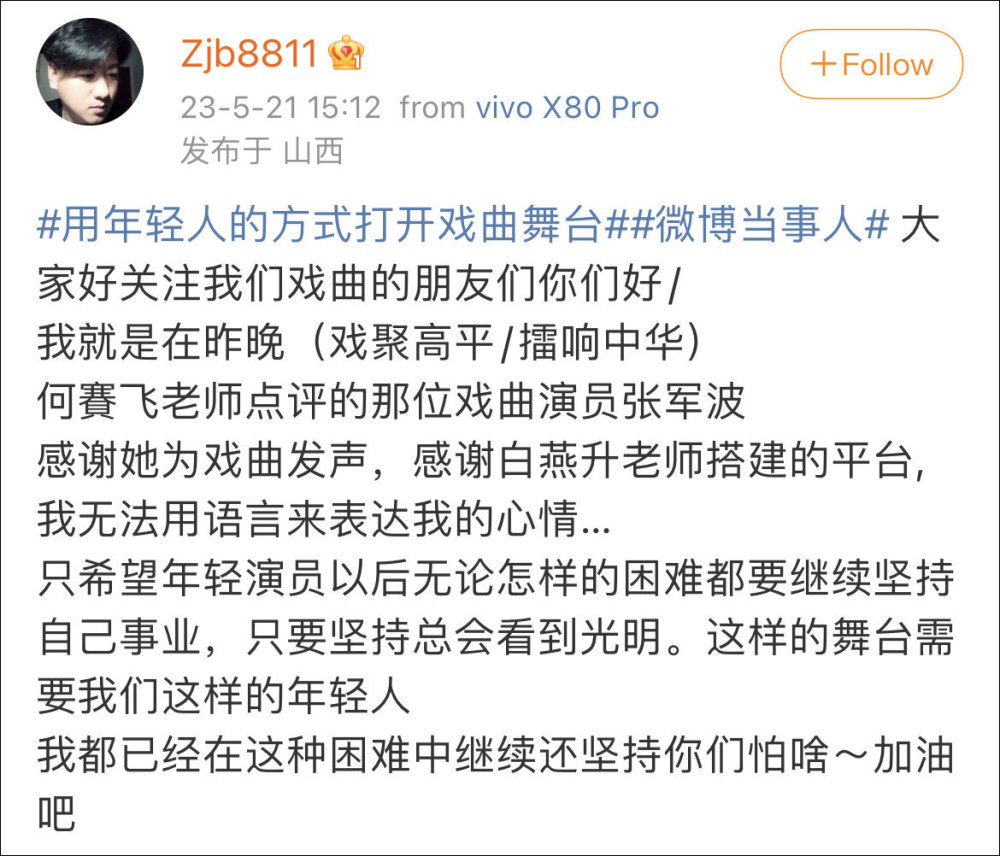 Zjb8811
+Follow
23-5-21 15:12 from vivo X80 Pro
发布于 山西
#用年轻人的方式打开戏曲舞台##微博当事人# 大
家好关注我们戏曲的朋友们你们好/
我就是在昨晚（戏聚高平/擂响中华）
何賽飞老师点评的那位戏曲演员张军波
感谢她为戏曲发声，感谢白燕升老师搭建的平台,
我无法用语言来表达我的心情...
只希望年轻演员以后无论怎样的困难都要继续坚持
自己事业，只要坚持总会看到光明。这样的舞台需
要我们这样的年轻人
我都已经在这种困难中继续还坚持你们怕啥～加油
吧